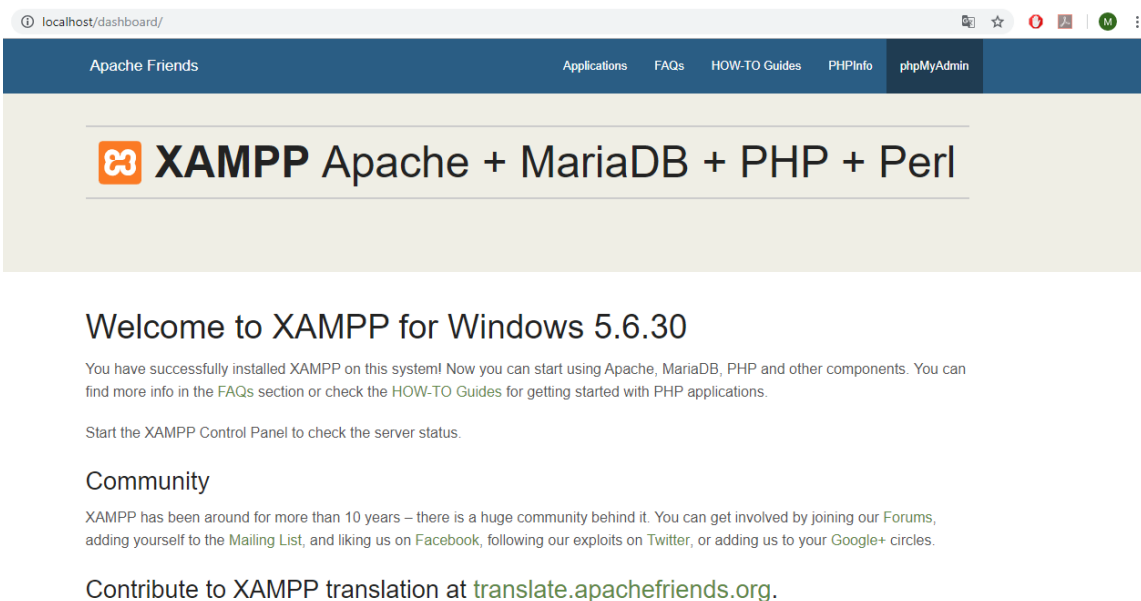 localhost/dashboard/
M
Apache Friends Applications FAQs HOW-TO Guides PHPInfo phpMyAdmin
XAMPP Apache + MariaDB + PHP + Perl
Welcome to XAMPP for Windows 5.6.30
You have successfully installed XAMPP on this system! Now you can start using Apache, MariaDB, PHP and other components. You can
find more info in the FAQs section or check the HOW-TO Guides for getting started with PHP applications.
Start the XAMPP Control Panel to check the server status.
Community
XAMPP has been around for more than 10 years – there is a huge community behind it. You can get involved by joining our Forums,
adding yourself to the Mailing List, and liking us on Facebook, following our exploits on Twitter, or adding us to your Google+ circles.
Contribute to XAMPP translation at translate.apachefriends.org.